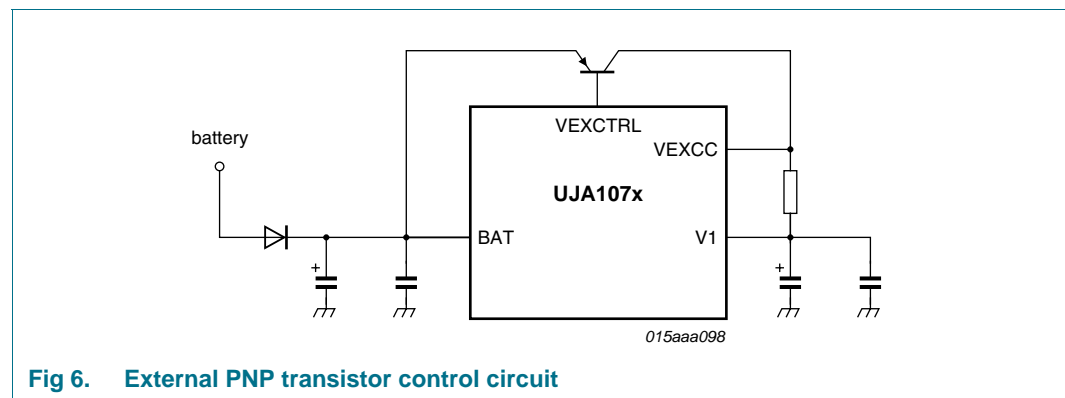 VEXCTRL
battery
VEXCC
UJA107x
BAT
V1
+
+
015aaa098
Fig 6. External PNP transistor control circuit